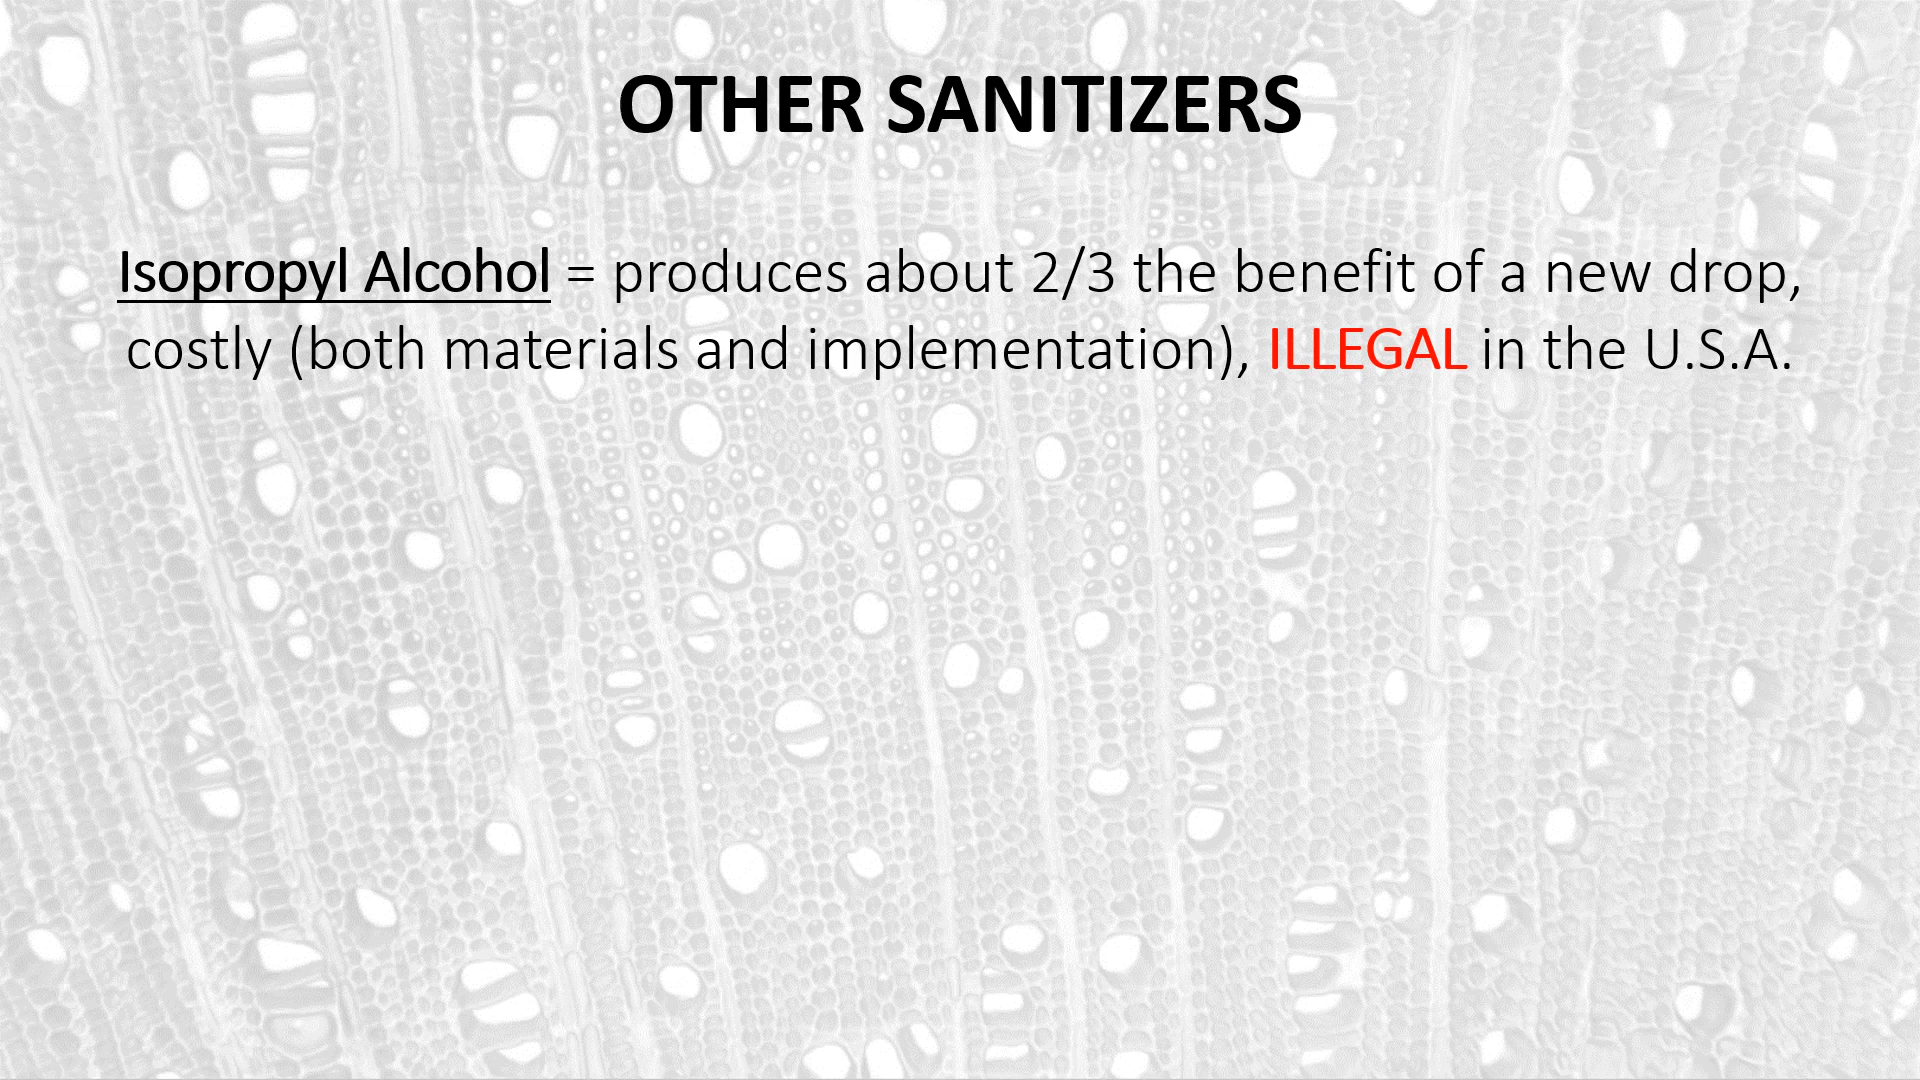 OTHER SANITIZERS
Isopropyl Alcohol = produces about 2/3 the benefit of a new drop,
costly (both materials and implementation), ILLEGAL in the U.S.A.